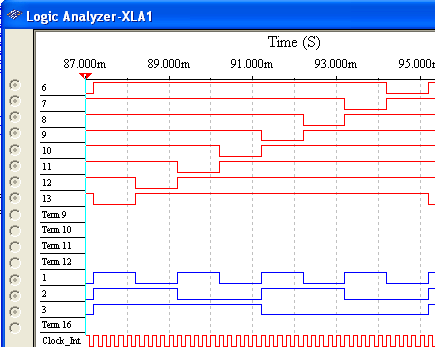 Logic Analyzer-XLA1
Time (S)
87.000m 89.000m 91.000m 93.000m 95.000m
6
7
8
9
10
11
12
13
Term 9
Term 10
Term 11
Term 12
1
2
3
Term 16
Clock_Int